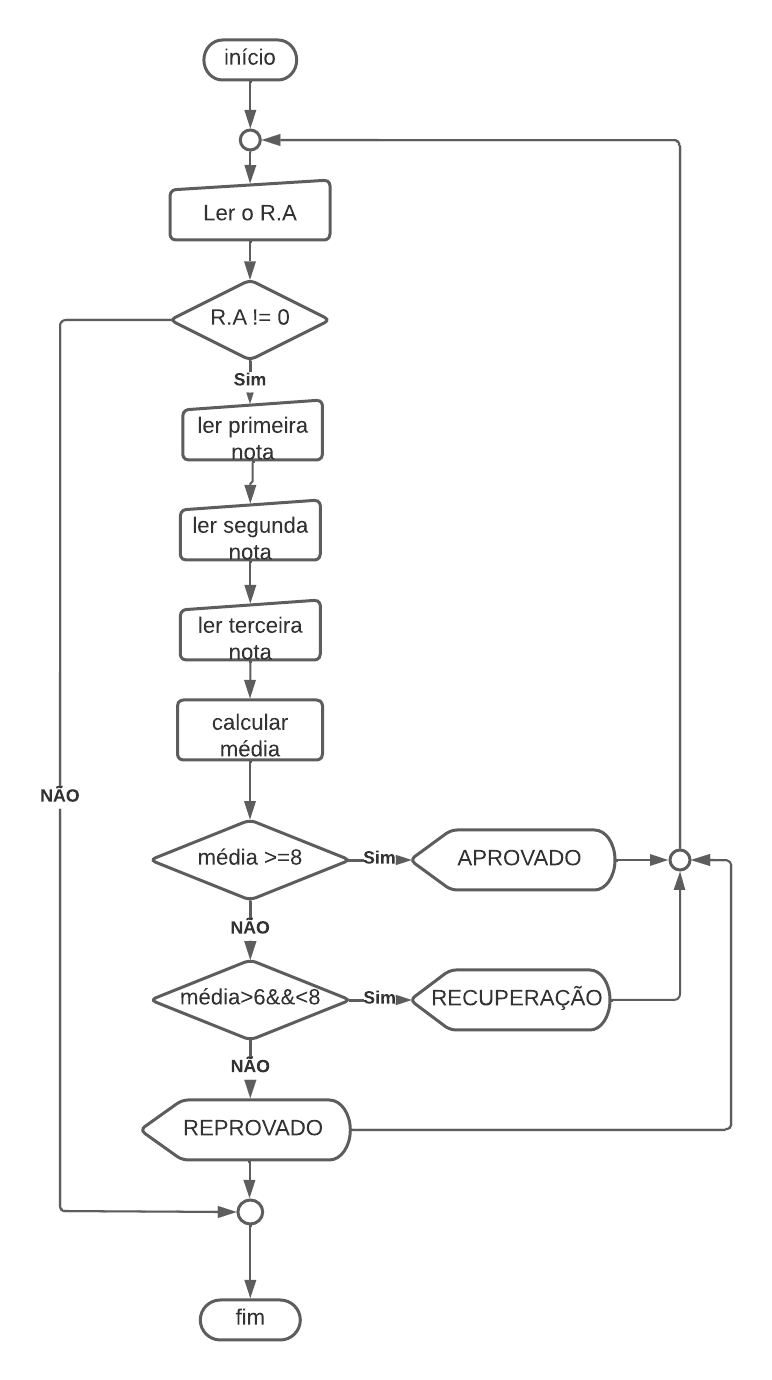 início
Ler o R.A
R.A != 0
Sim
ler primeira
nota
ler segunda
nota
ler terceira
nota
calcular
média
NÃO
média >=8
Sim
APROVADO
NÃO
média>6&&<8
Sim
RECUPERAÇÃO
NÃO
REPROVADO
fim